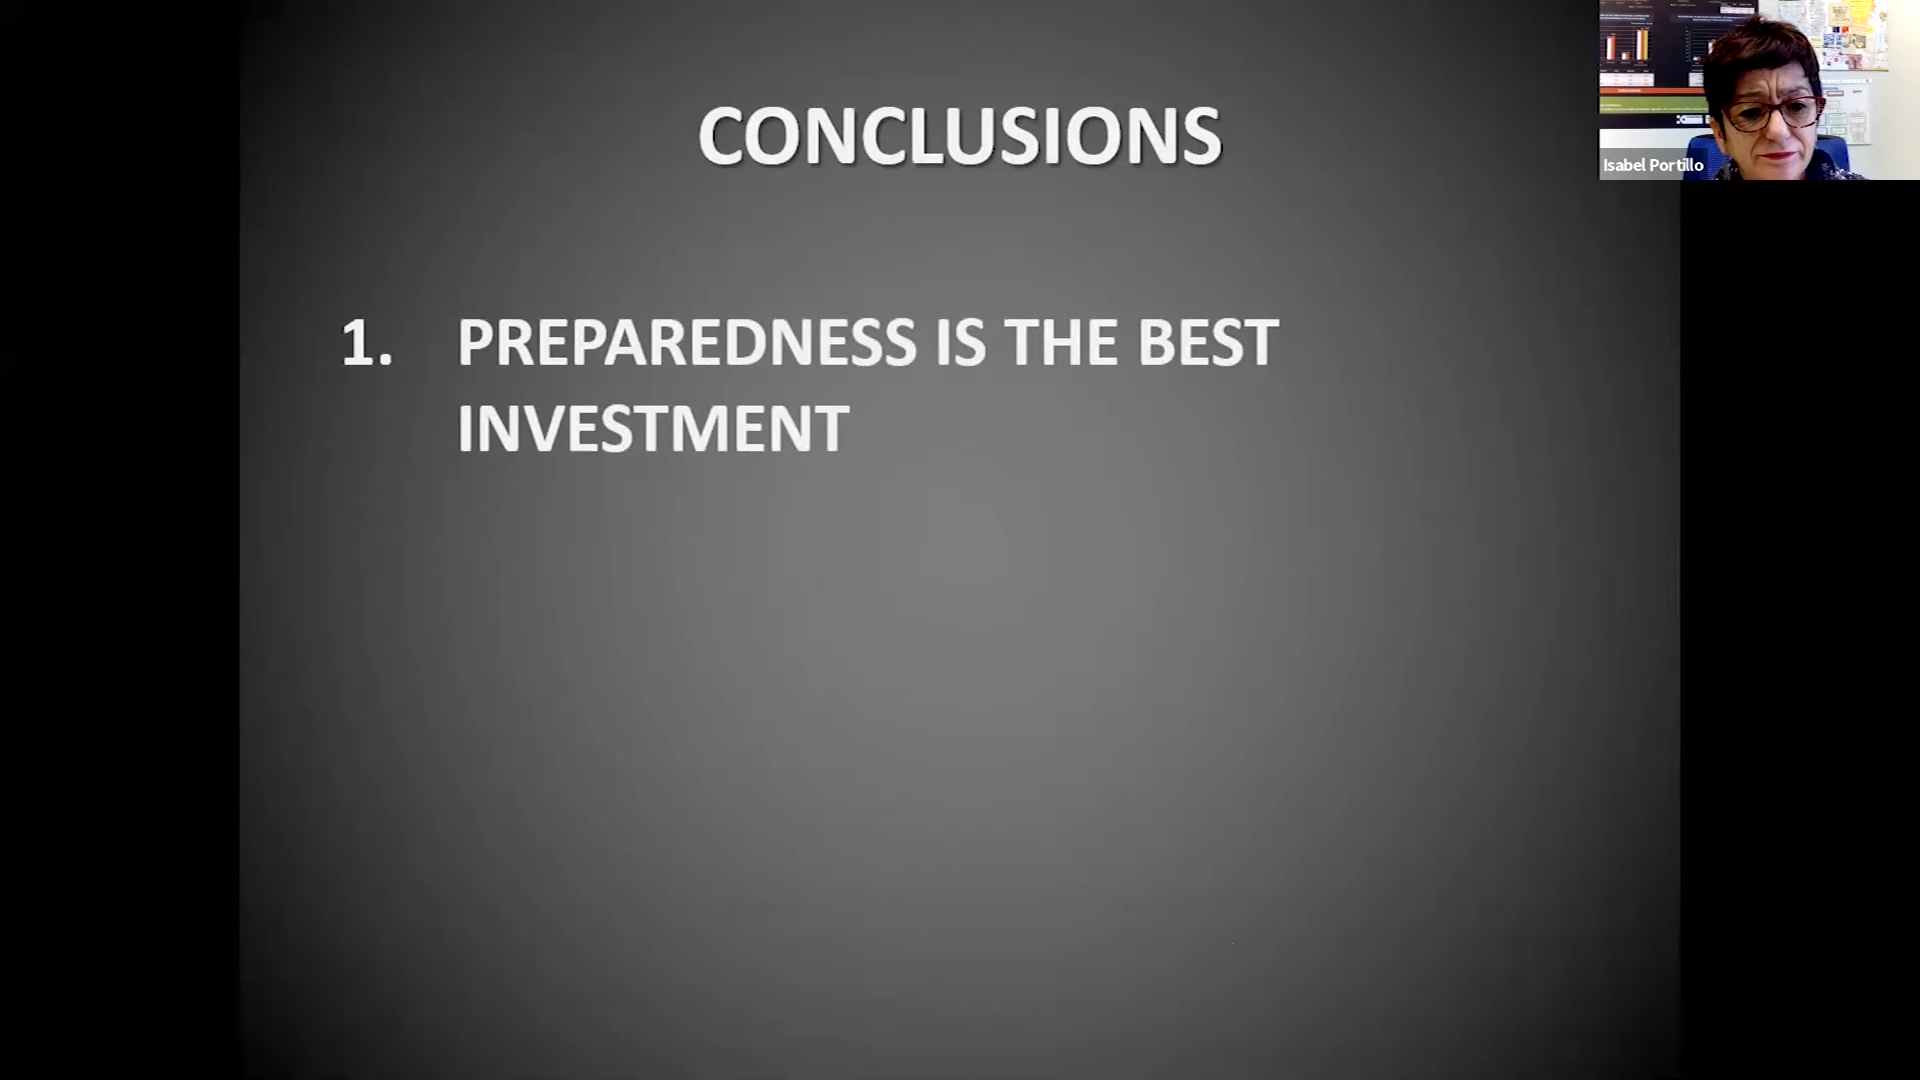 CONCLUSIONS
1. PREPAREDNESS IS THE BEST
INVESTMENT
Isabel Portillo